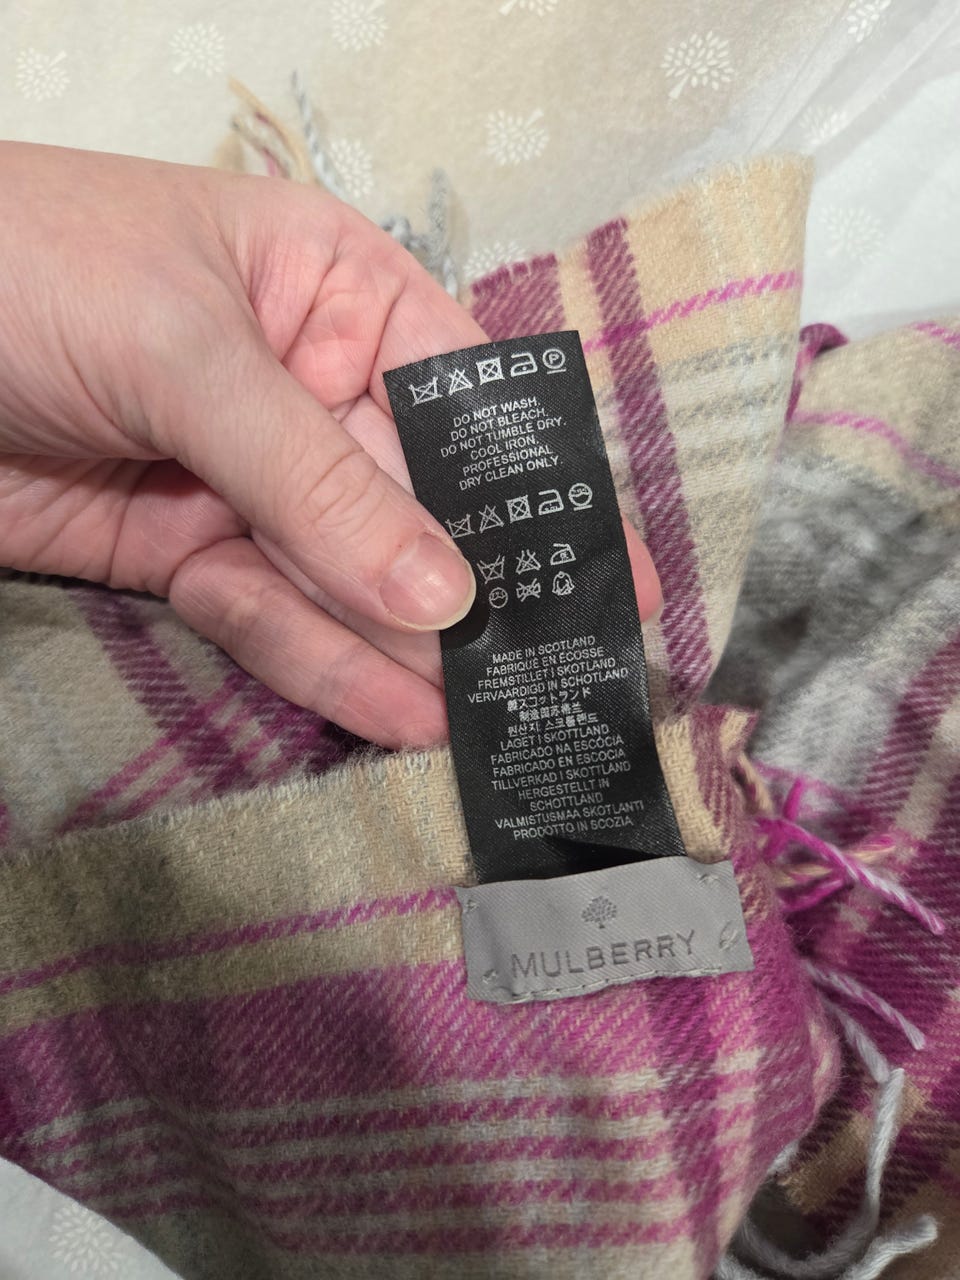 P
DO NOT WASH.
DO NOT BLEACH.
DO NOT TUMBLE DRY.
COOL IRON.
PROFESSIONAL
DRY CLEAN ONLY.
MADE IN SCOTLAND
FABRIQUÉ EN ÉCOSSE
FREMSTILLET I SKOTLAND
VERVAARDIGD IN SCHOTLAND
製スコットランド
制造国苏格兰
원산지 스코틀랜드
LAGET I SKOTTLAND
FABRICADO NA ESCÓCIA
FABRICADO EN ESCOCIA
TILLVERKAD I SKOTTLAND
HERGESTELLT IN
SCHOTTLAND
VALMISTUSMAA SKOTLANTI
PRODOTTO IN SCOZIA
MULBERRY